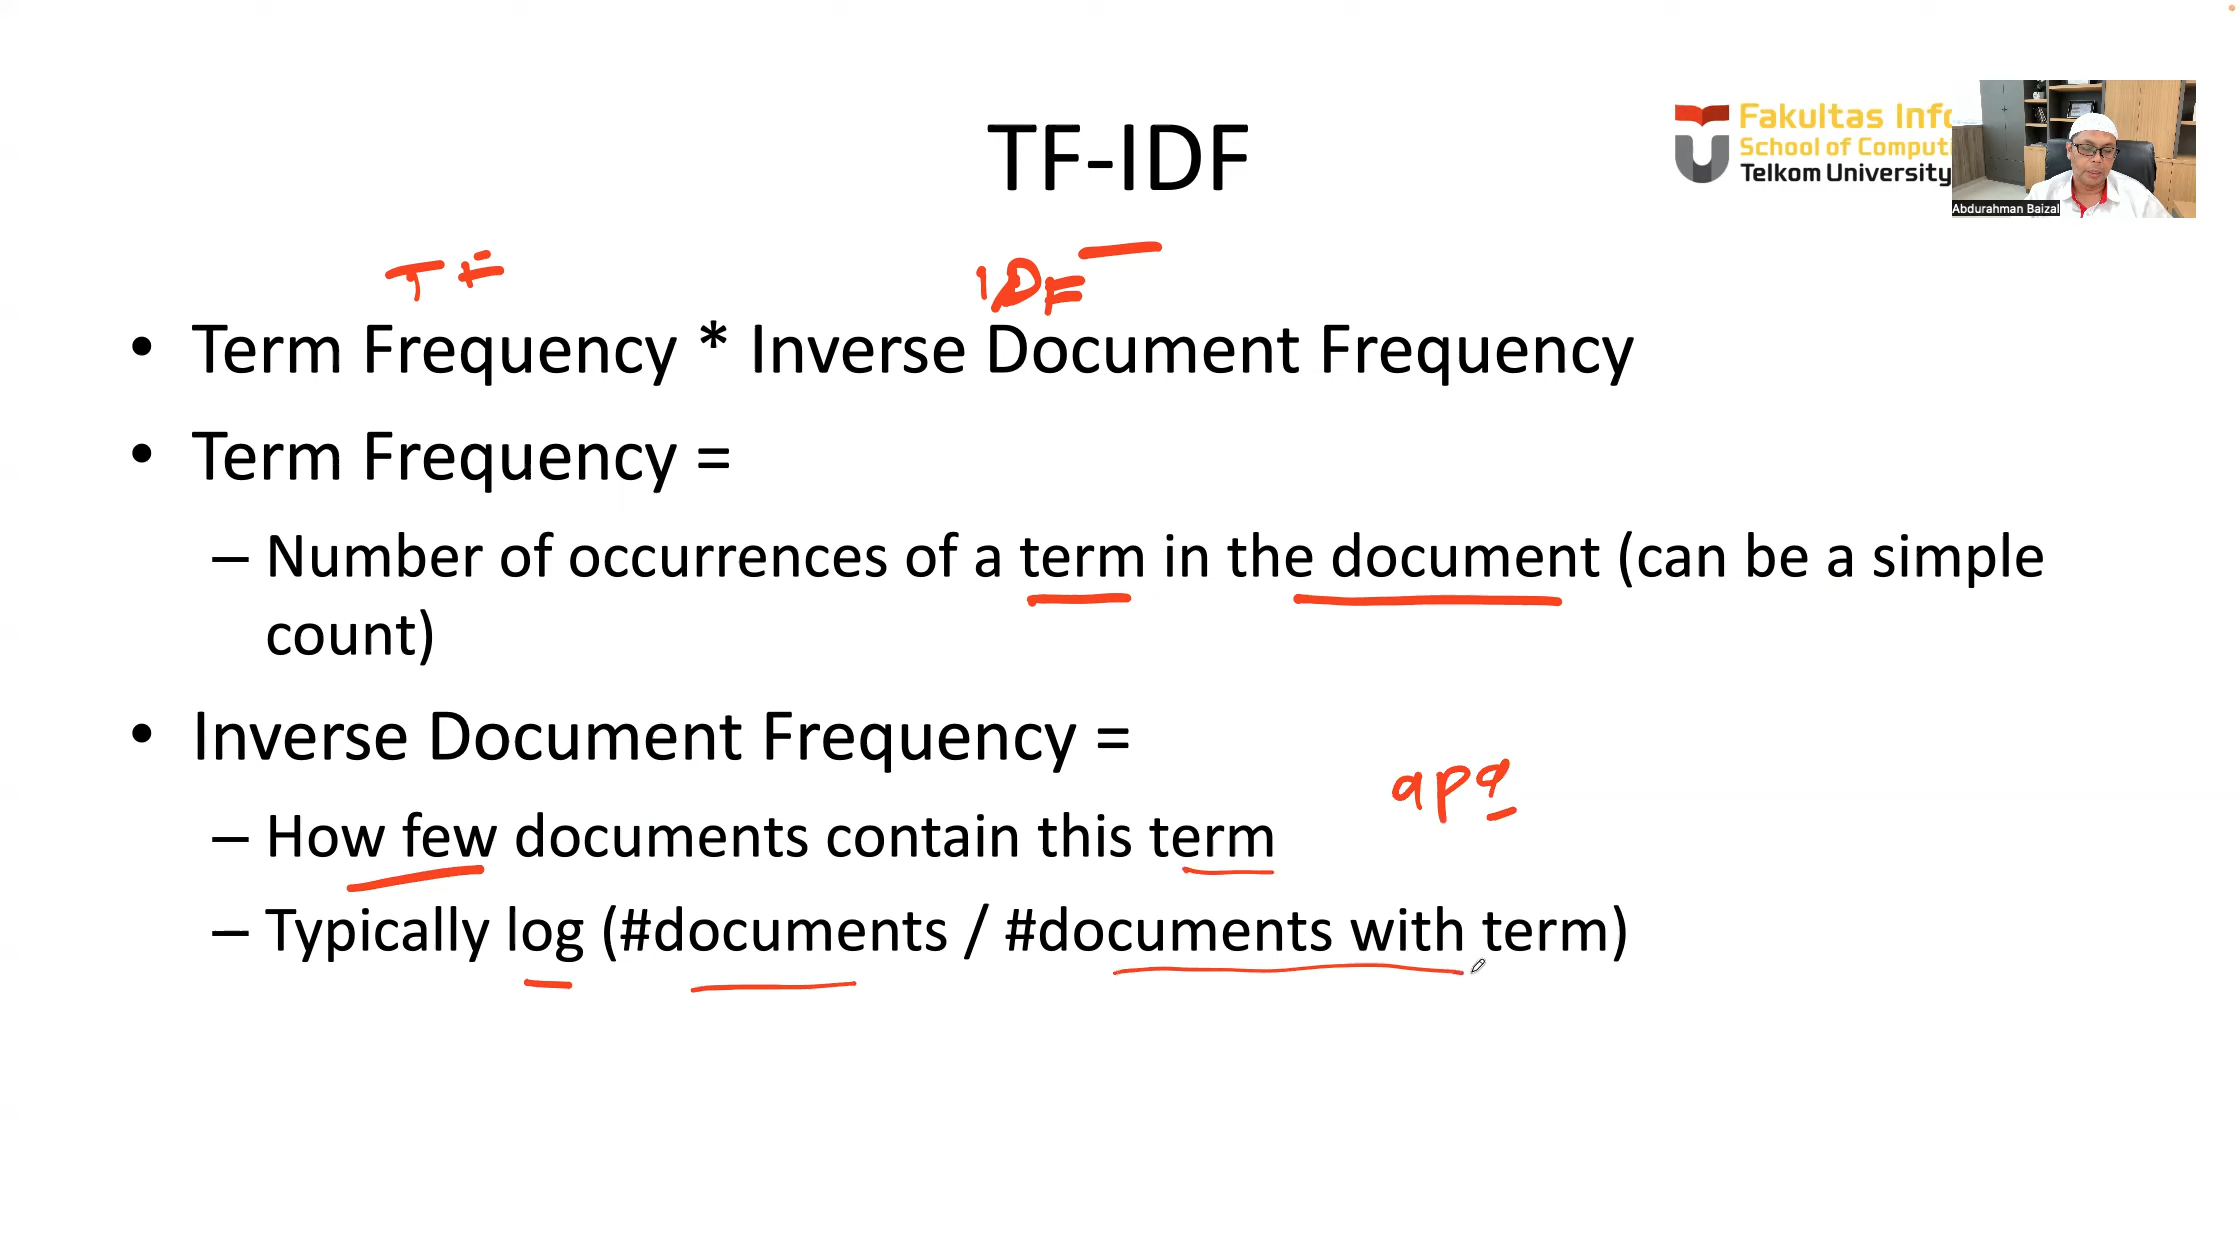 TF-IDF
Fakultas Info
School of Computi
Telkom University
Abdurahman Baizal
TF
IDF
• Term Frequency * Inverse Document Frequency
• Term Frequency =
– Number of occurrences of a term in the document (can be a simple
count)
• Inverse Document Frequency =
apa
– How few documents contain this term
– Typically log (#documents / #documents with term)